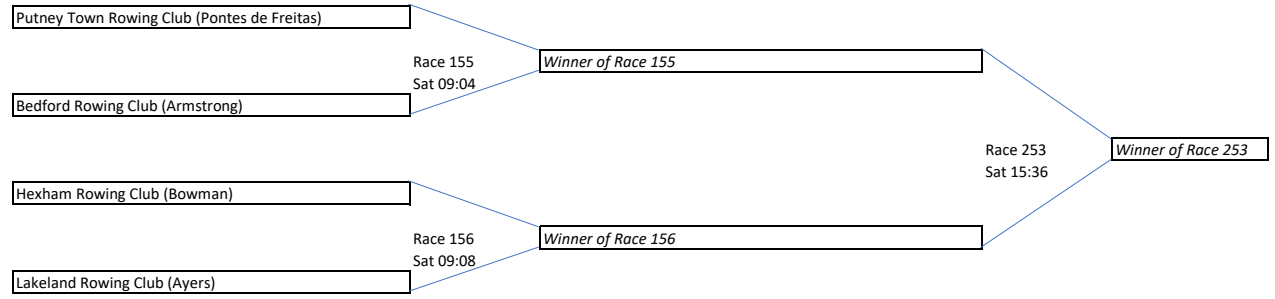 Putney Town Rowing Club (Pontes de Freitas)
Race 155
Sat 09:04
Winner of Race 155
Bedford Rowing Club (Armstrong)
Race 253
Sat 15:36
Winner of Race 253
Hexham Rowing Club (Bowman)
Race 156
Sat 09:08
Winner of Race 156
Lakeland Rowing Club (Ayers)